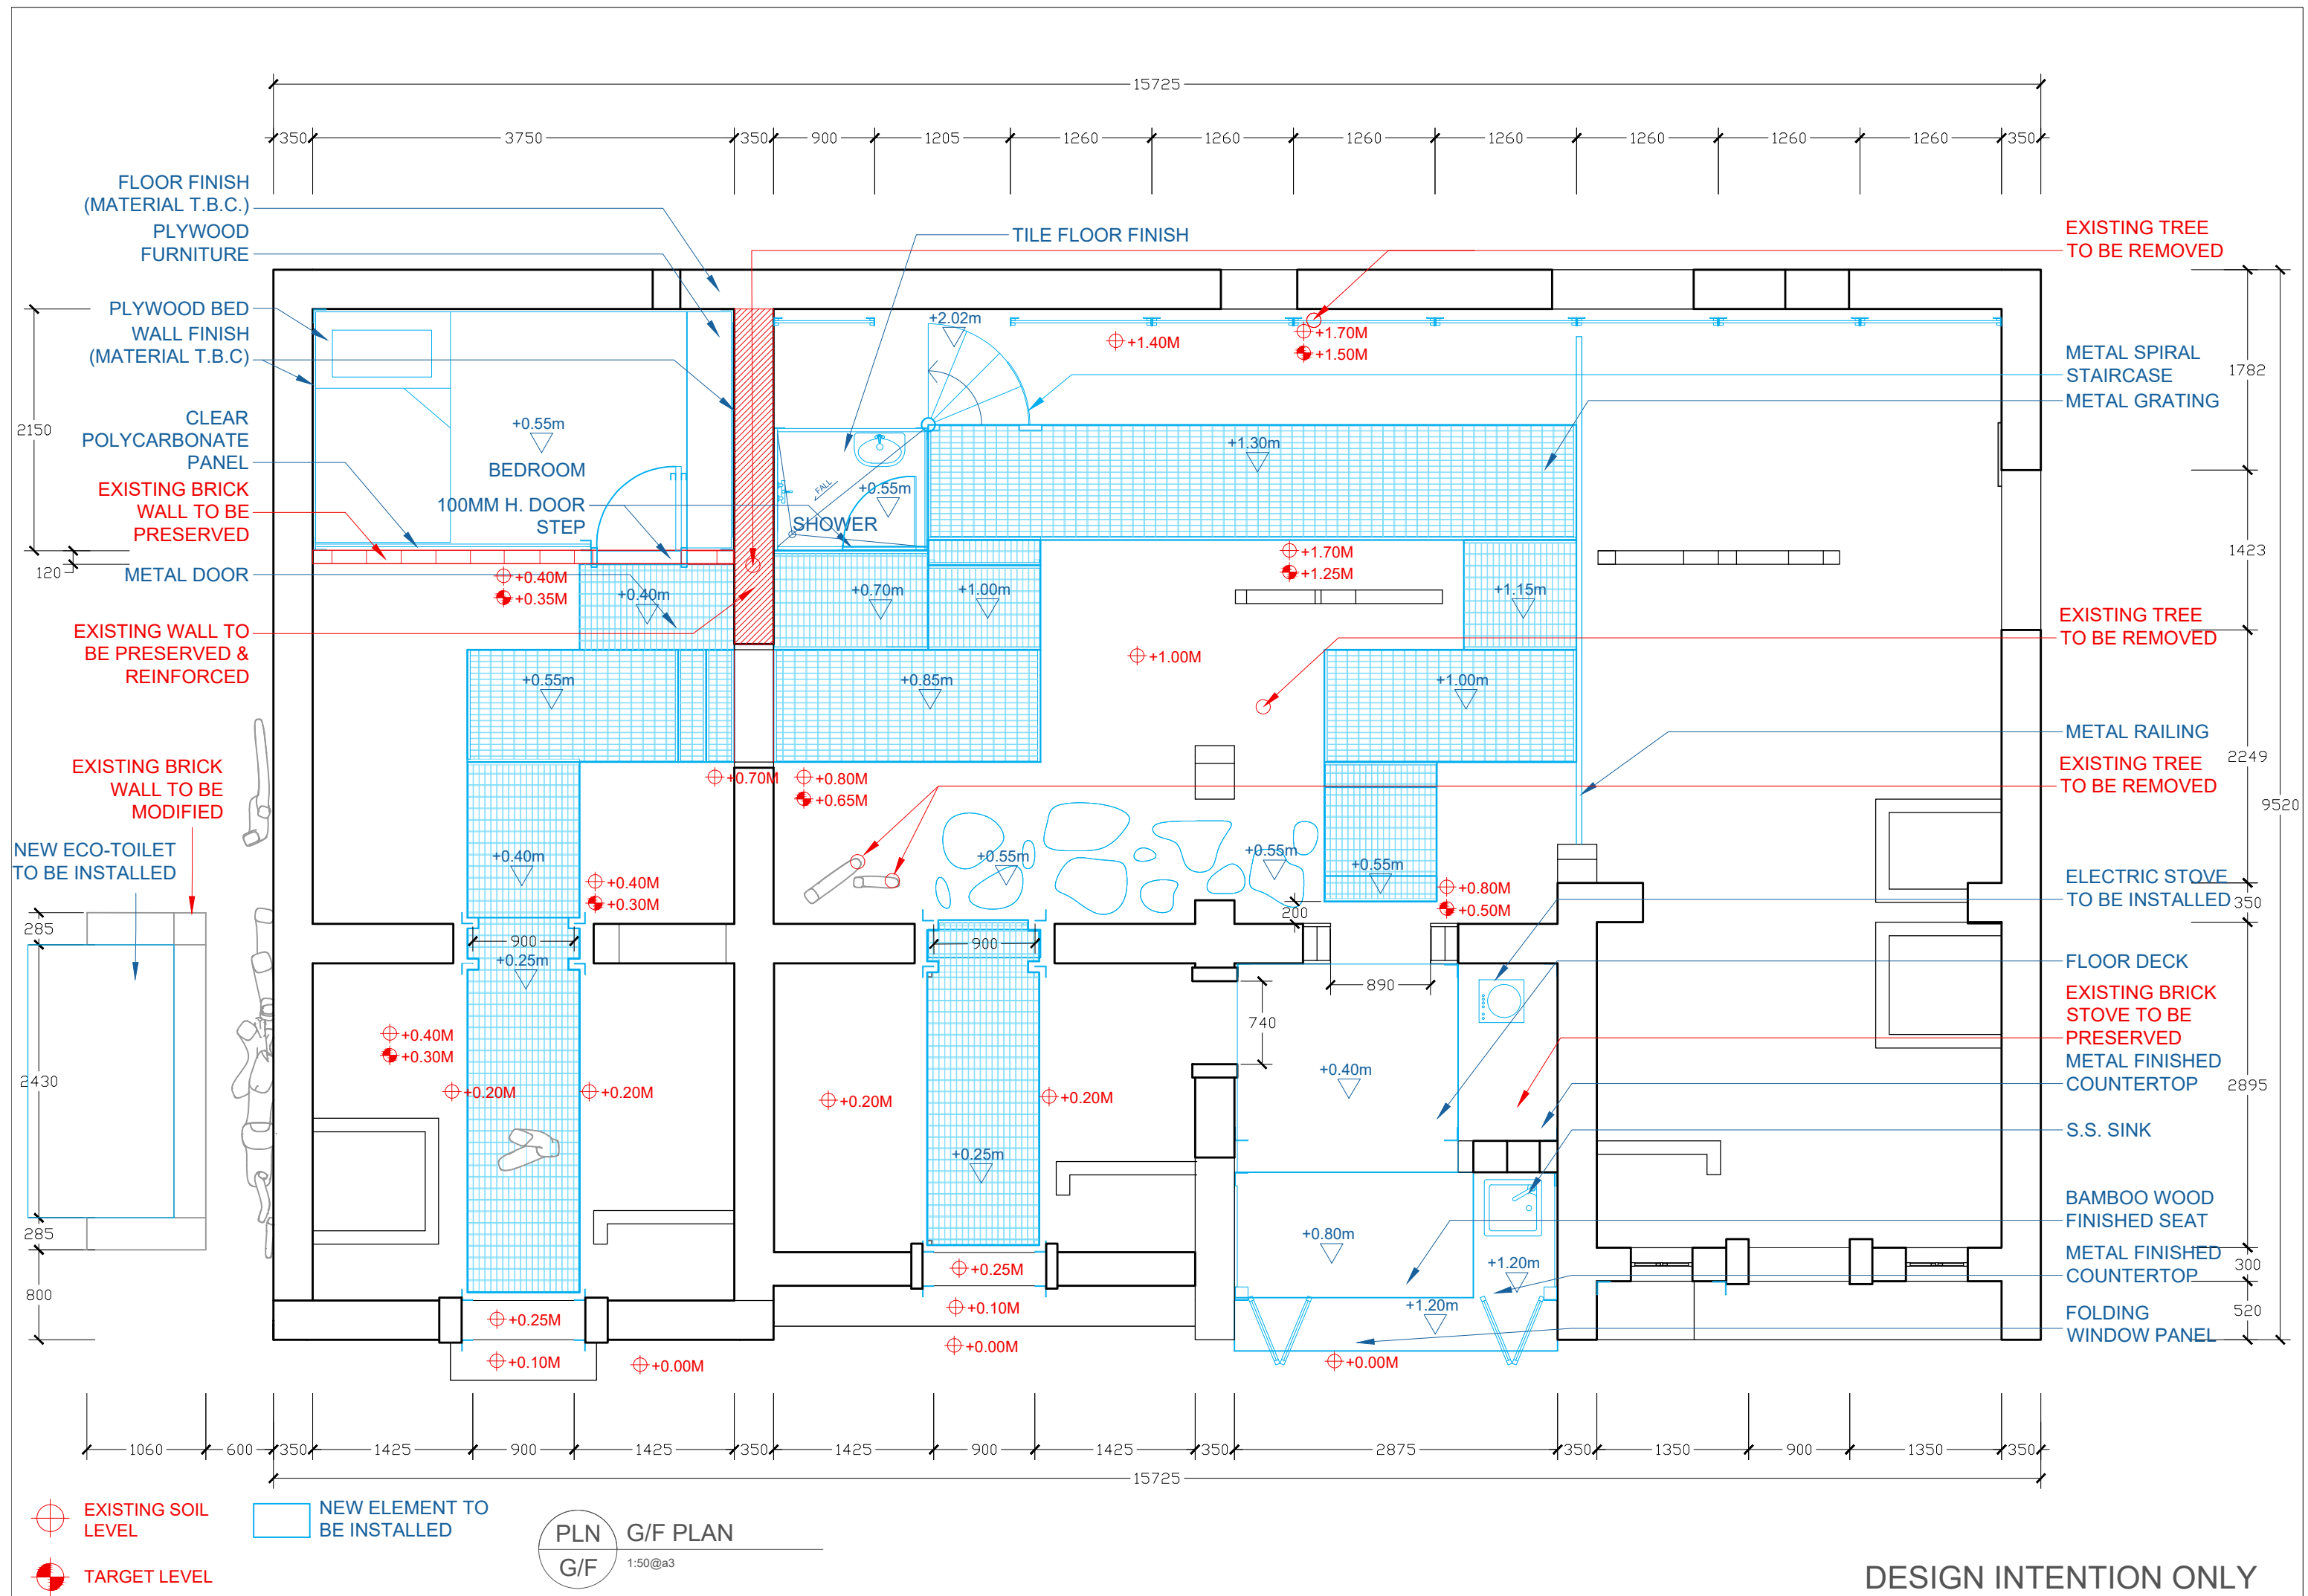 15725
350
3750
350
900
1205
1260
1260
1260
1260
1260
1260
1260
350
FLOOR FINISH
(MATERIAL T.B.C.)
PLYWOOD
FURNITURE
PLYWOOD BED
WALL FINISH
(MATERIAL T.B.C)
CLEAR
POLYCARBONATE
PANEL
EXISTING BRICK
WALL TO BE
PRESERVED
METAL DOOR
EXISTING WALL TO
BE PRESERVED &
REINFORCED
EXISTING BRICK
WALL TO BE
MODIFIED
NEW ECO-TOILET
TO BE INSTALLED
2150
120
285
2430
285
800
TILE FLOOR FINISH
+2.02m
+1.40M
+1.70M
+1.50M
+0.55m
BEDROOM
100MM H. DOOR
STEP
FALL
+0.55m
SHOWER
+1.30m
+0.40M
+0.35M
+0.40m
+0.70m
+1.00m
+1.70M
+1.25M
+1.15m
+1.00M
+0.55m
+0.85m
+1.00m
+0.70M
+0.80M
+0.65M
+0.40m
+0.40M
+0.30M
+0.55m
+0.55m
+0.55m
+0.80M
+0.50M
200
900
900
+0.25m
890
740
+0.40M
+0.30M
+0.20M
+0.20M
+0.20M
+0.20M
+0.40m
+0.25m
+0.80m
+1.20m
+1.20m
+0.25M
+0.10M
+0.00M
+0.25M
+0.10M
+0.00M
+0.00M
EXISTING TREE
TO BE REMOVED
METAL SPIRAL
STAIRCASE
METAL GRATING
EXISTING TREE
TO BE REMOVED
METAL RAILING
EXISTING TREE
TO BE REMOVED
ELECTRIC STOVE
TO BE INSTALLED
FLOOR DECK
EXISTING BRICK
STOVE TO BE
PRESERVED
METAL FINISHED
COUNTERTOP
S.S. SINK
BAMBOO WOOD
FINISHED SEAT
METAL FINISHED
COUNTERTOP
FOLDING
WINDOW PANEL
1782
1423
2249
9520
350
2895
300
520
1060
600
350
1425
900
1425
350
1425
900
1425
350
2875
350
1350
900
1350
350
15725
EXISTING SOIL
LEVEL
TARGET LEVEL
NEW ELEMENT TO
BE INSTALLED
PLN
G/F
G/F PLAN
1:50@a3
DESIGN INTENTION ONLY